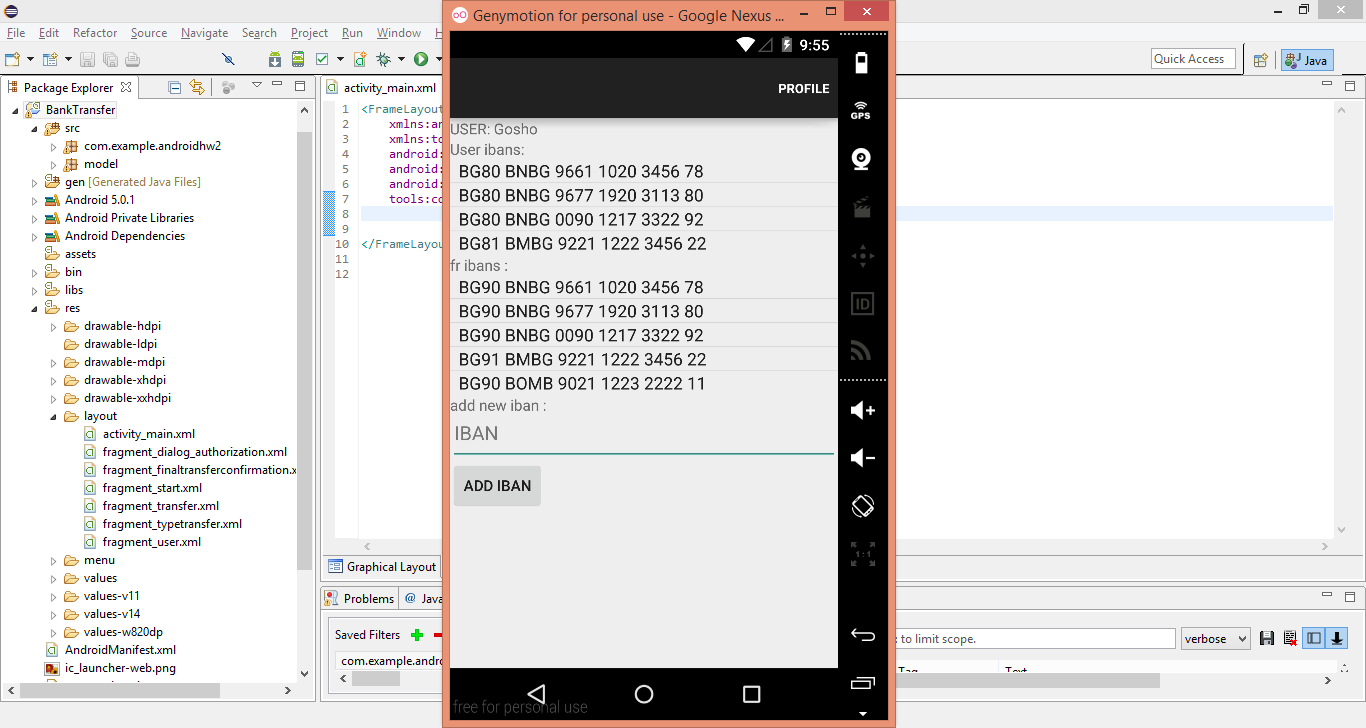 Genymotion for personal use - Google Nexus ...
File Edit Refactor Source Navigate Search Project Run Window
Quick Access
Java
Package Explorer
BankTransfer
src
com.example.androidhw2
model
gen [Generated Java Files]
Android 5.0.1
Android Private Libraries
Android Dependencies
assets
bin
libs
res
drawable-hdpi
drawable-ldpi
drawable-mdpi
drawable-xhdpi
drawable-xxhdpi
layout
activity_main.xml
fragment_dialog_authorization.xml
fragment_finaltransferconfirmation.x
fragment_start.xml
fragment_transfer.xml
fragment_typetransfer.xml
fragment_user.xml
menu
values
values-v11
values-v14
values-w820dp
AndroidManifest.xml
ic_launcher-web.png
activity_main.xml
1 <FrameLayout
2 xmlns:an
3 xmlns:to
4 android:
5 android:
6 android:
7 tools:co
8
9
10 </FrameLayou
11
12
Graphical Layout
Problems @ Java
Saved Filters
com.example.andro
9:55
PROFILE
USER: Gosho
User ibans:
BG80 BNBG 9661 1020 3456 78
BG80 BNBG 9677 1920 3113 80
BG80 BNBG 0090 1217 3322 92
BG81 BMBG 9221 1222 3456 22
fr ibans :
BG90 BNBG 9661 1020 3456 78
BG90 BNBG 9677 1920 3113 80
BG90 BNBG 0090 1217 3322 92
BG91 BMBG 9221 1222 3456 22
BG90 BOMB 9021 1223 2222 11
add new iban :
IBAN
ADD IBAN
free for personal use
GPS
ID
1:1
: to limit scope.
verbose
Tag Text